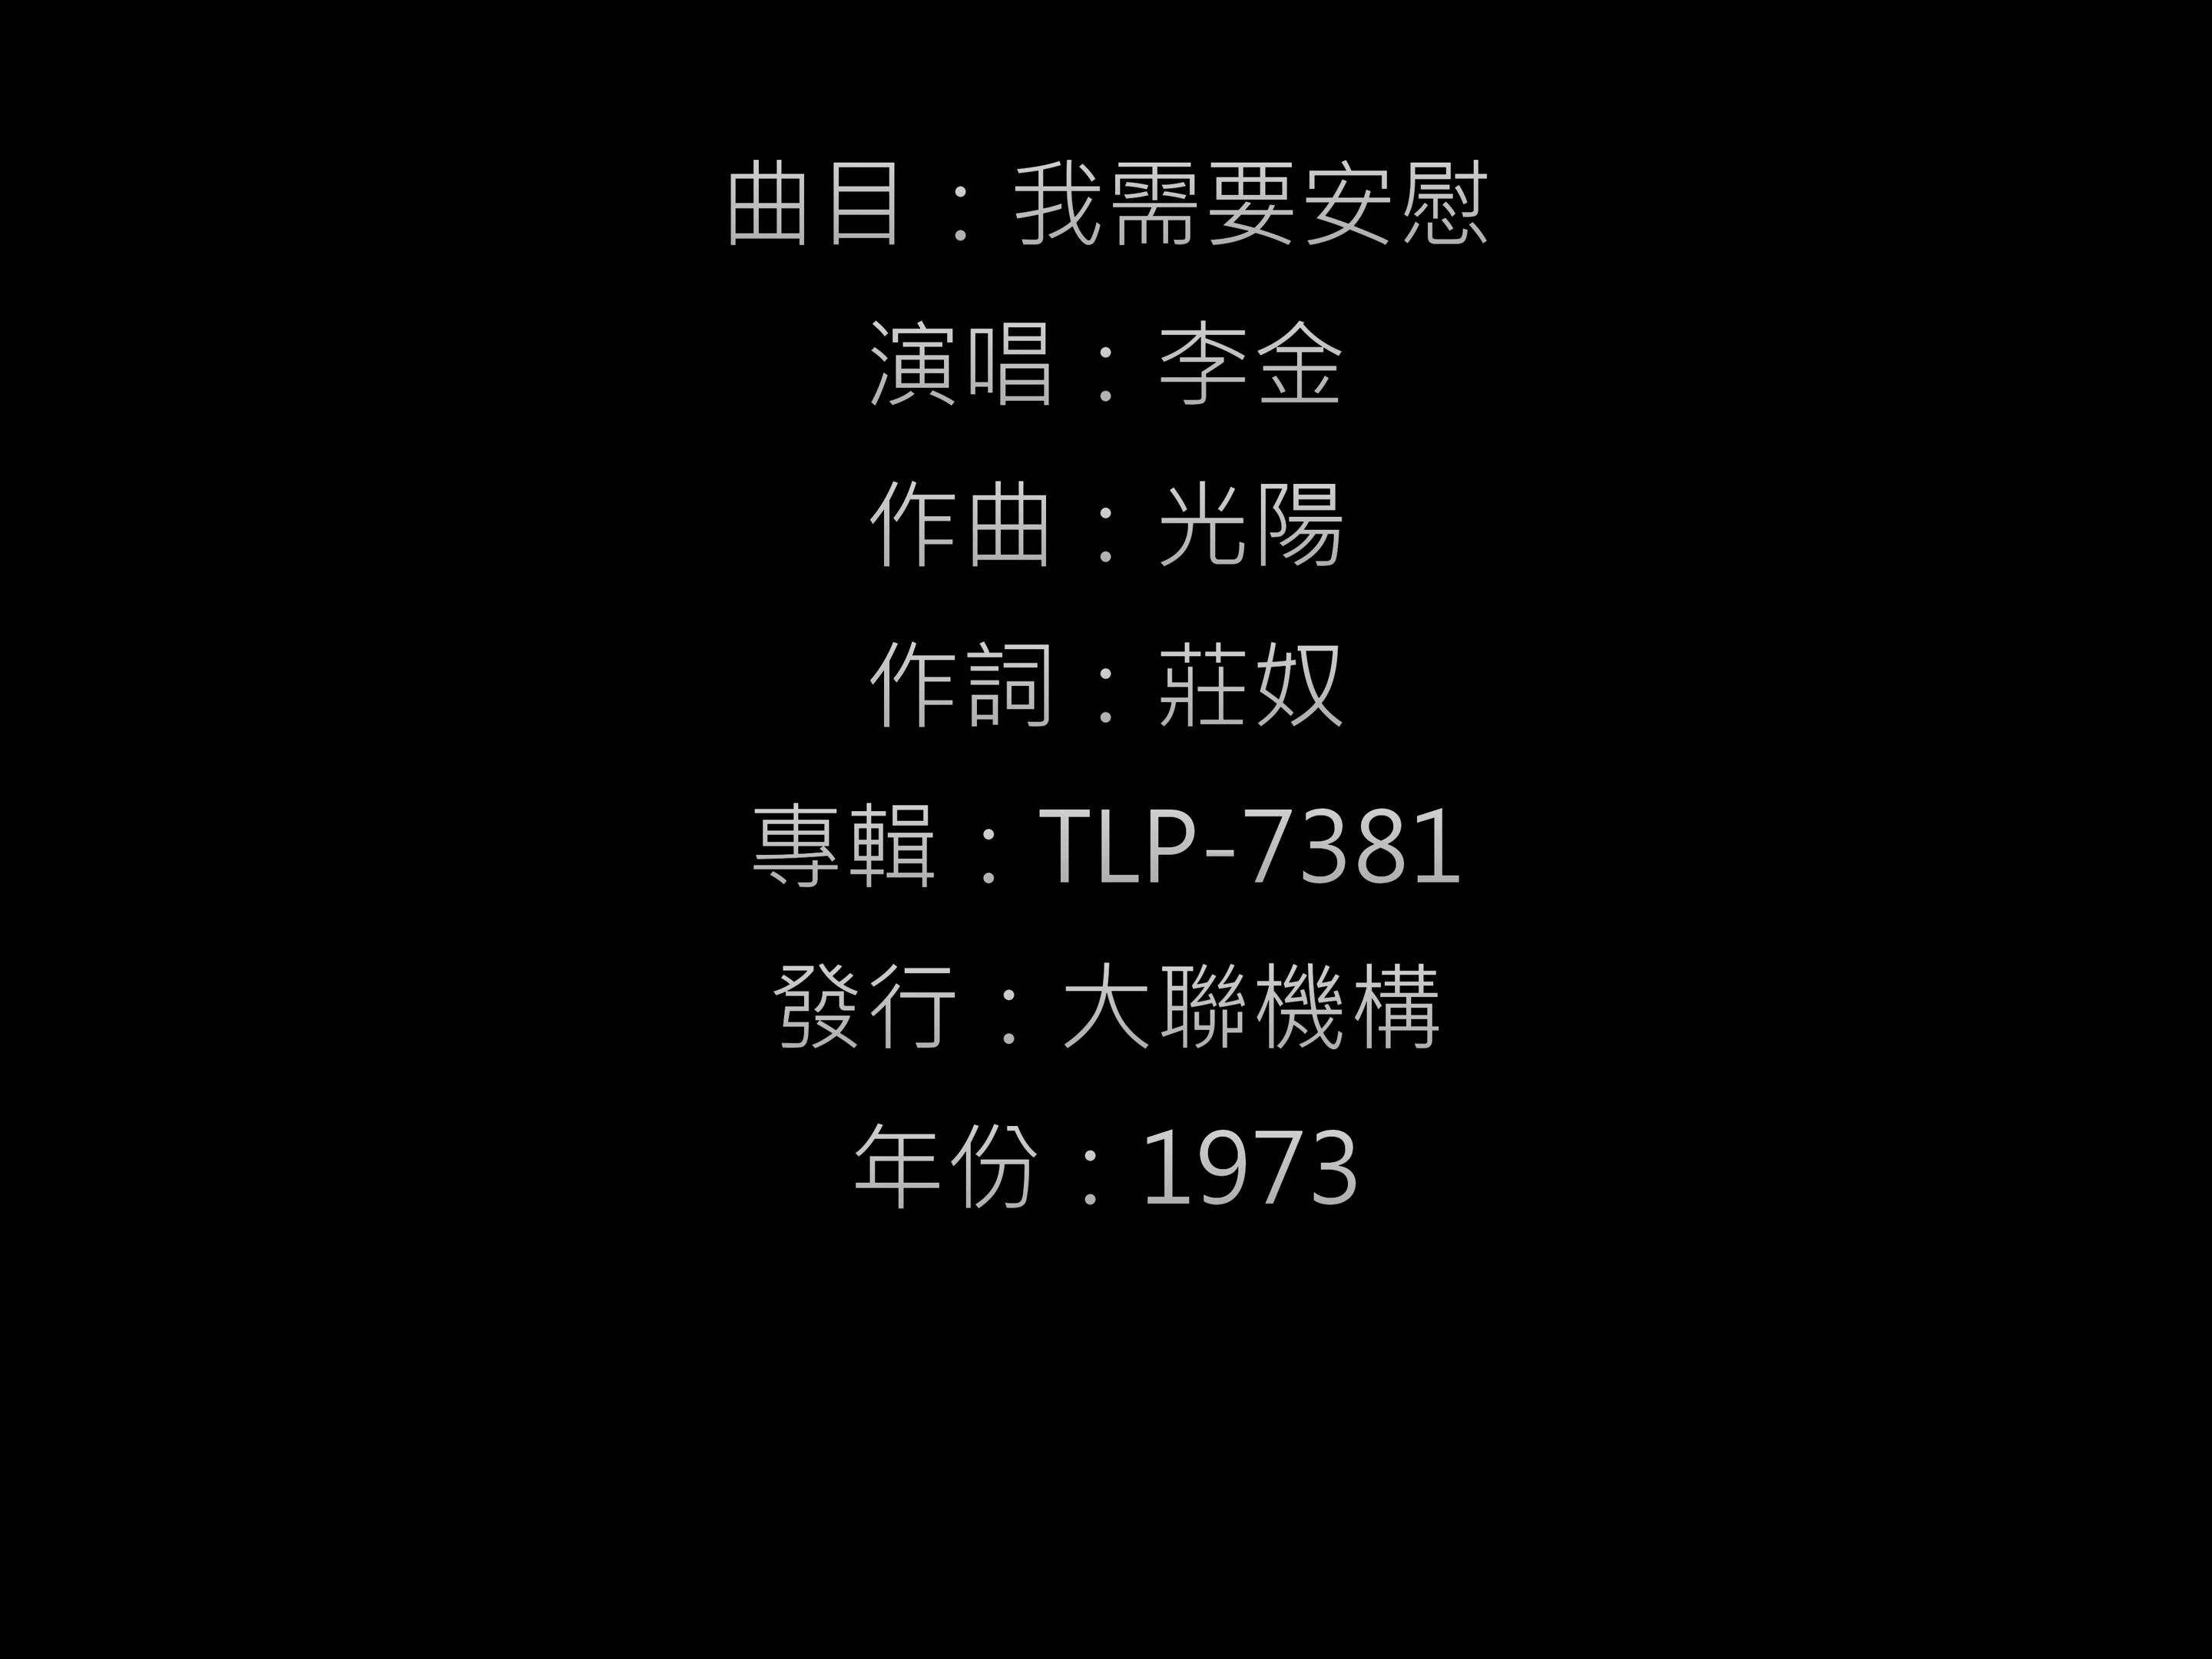 曲目：我需要安慰
演唱：李金
作曲：光陽
作詞：莊奴
專輯：TLP-7381
發行：大聯機構
年份：1973